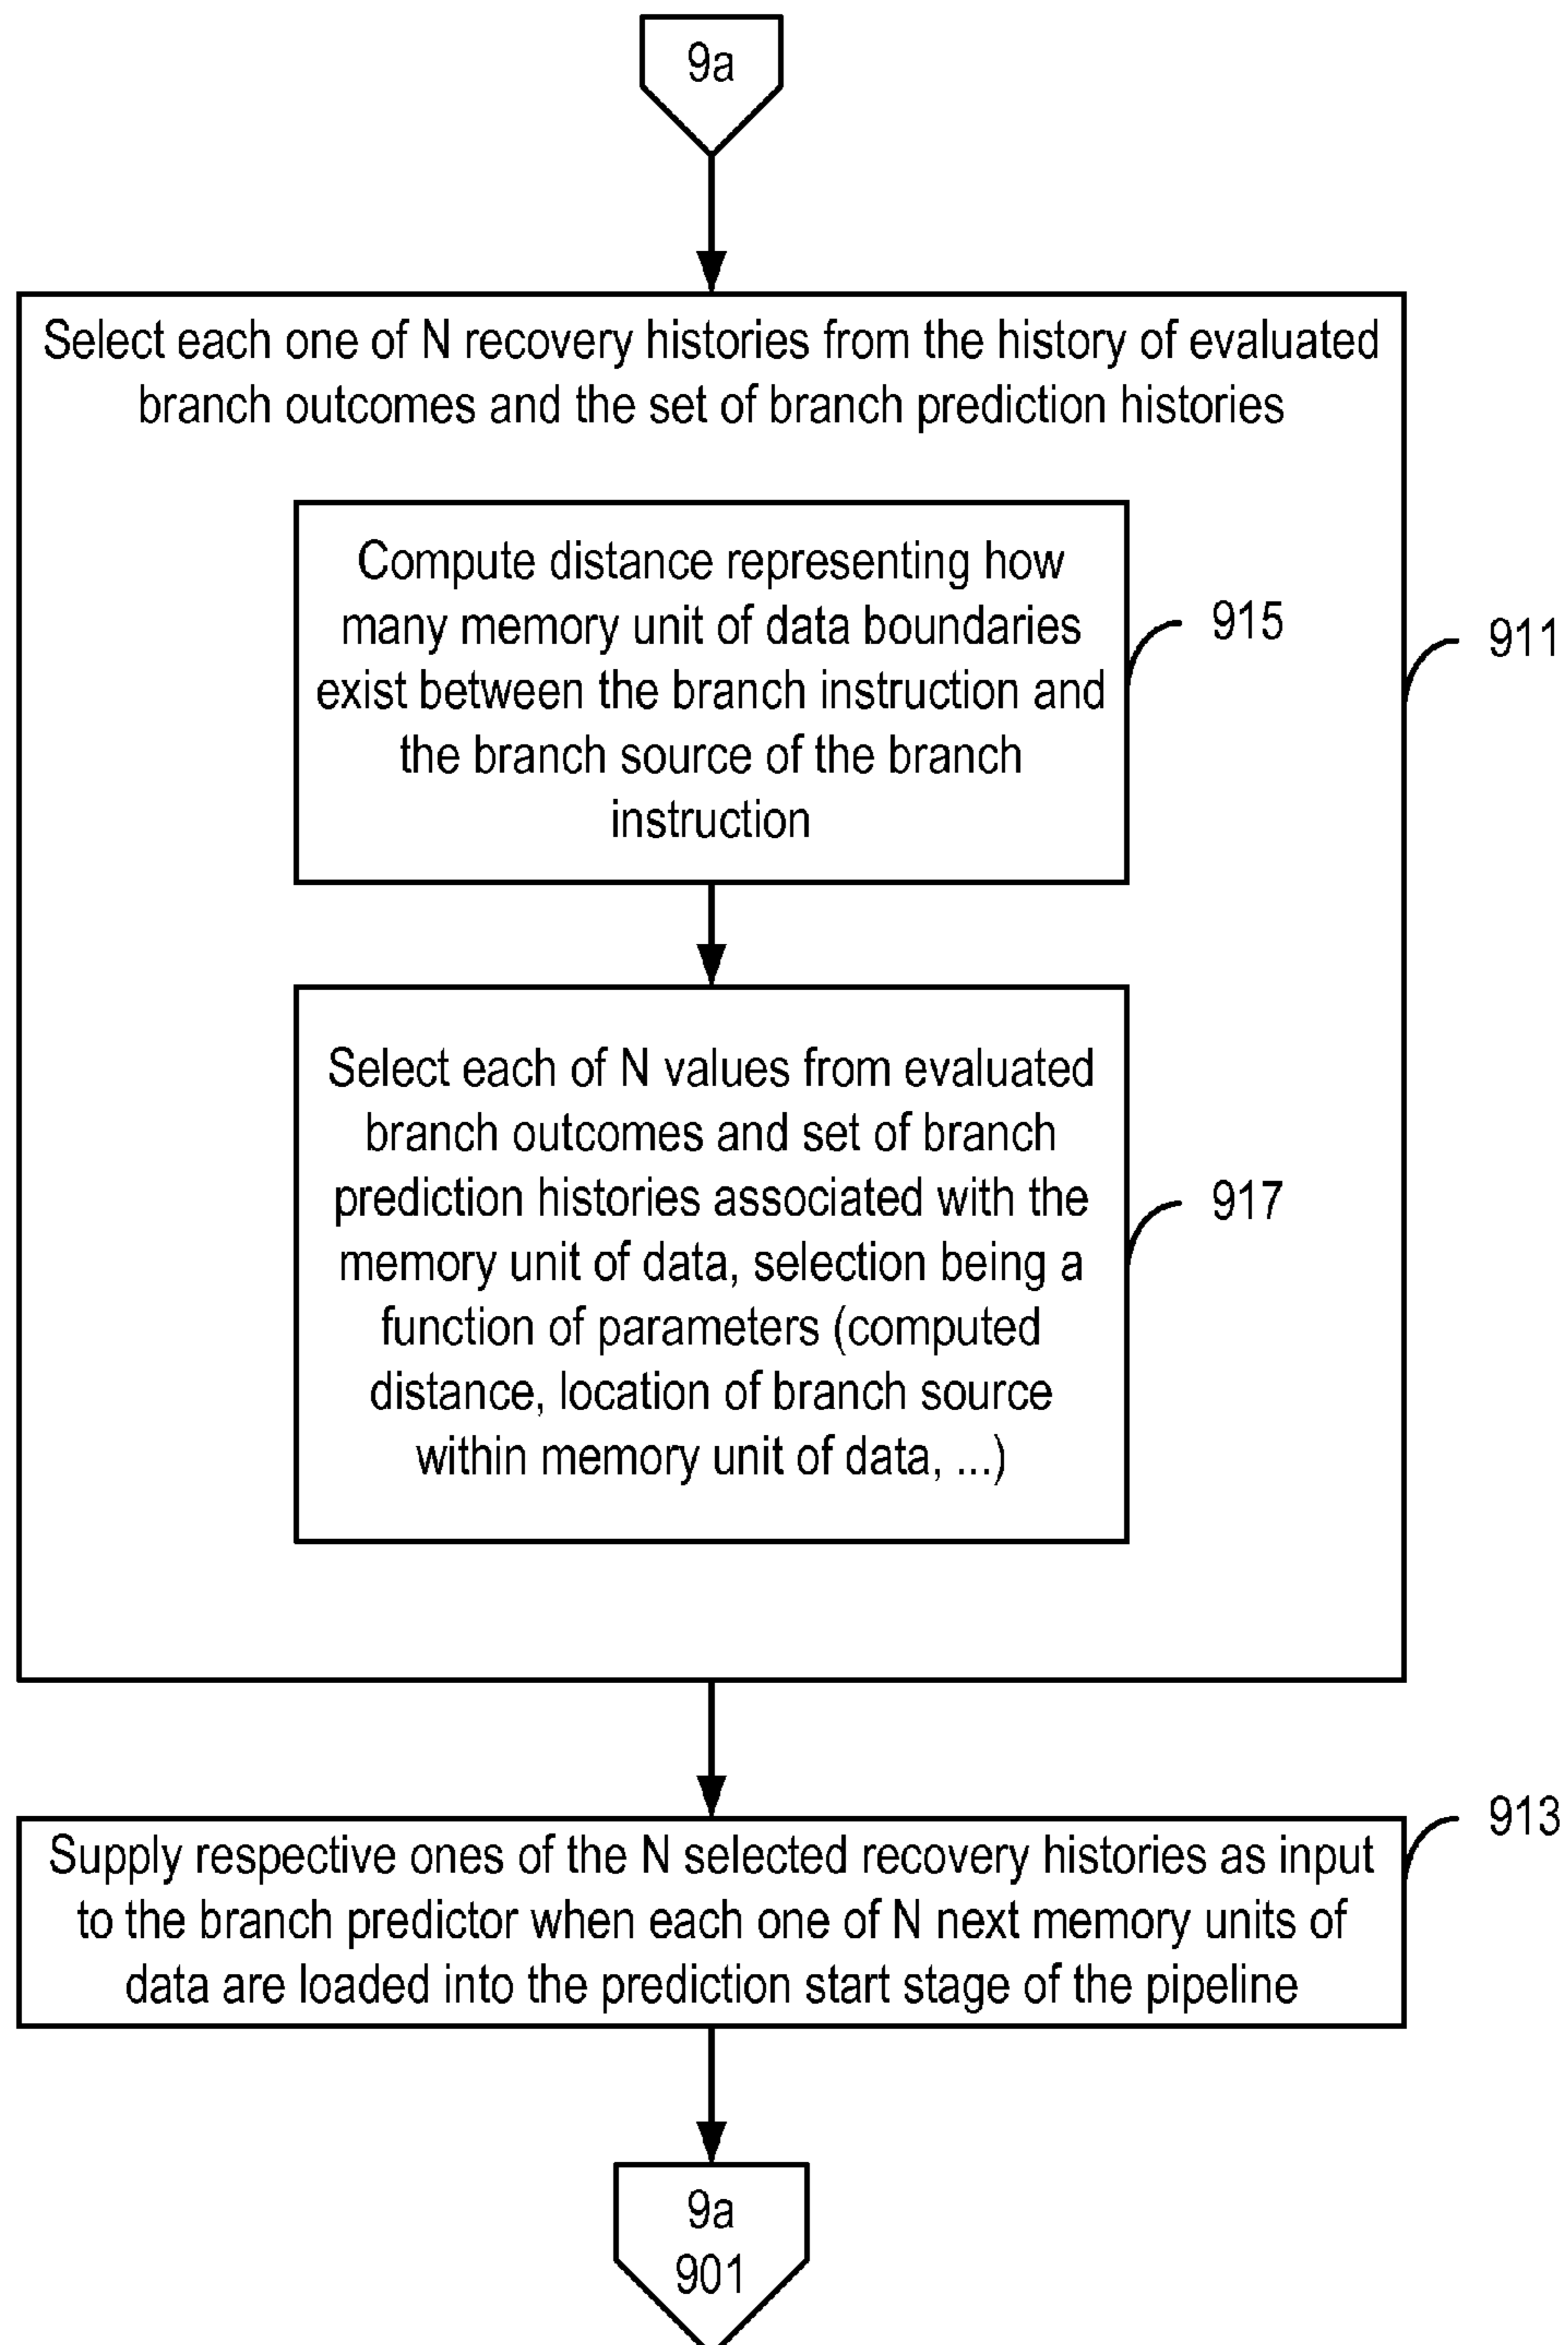 9a
Select each one of N recovery histories from the history of evaluated
branch outcomes and the set of branch prediction histories
Compute distance representing how
many memory unit of data boundaries
exist between the branch instruction and
the branch source of the branch
instruction
915
911
Select each of N values from evaluated
branch outcomes and set of branch
prediction histories associated with the
memory unit of data, selection being a
function of parameters (computed
distance, location of branch source
within memory unit of data, ...)
917
Supply respective ones of the N selected recovery histories as input
to the branch predictor when each one of N next memory units of
data are loaded into the prediction start stage of the pipeline
913
9a
901